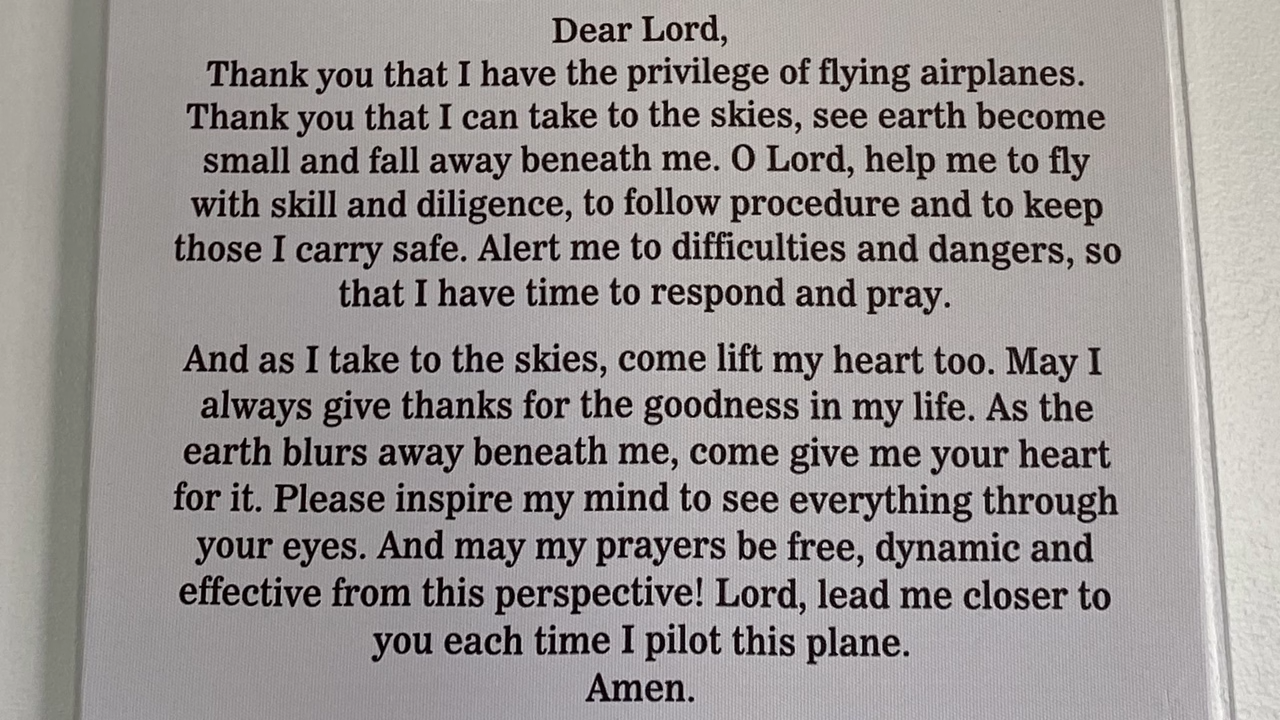 Dear Lord,
Thank you that I have the privilege of flying airplanes.
Thank you that I can take to the skies, see earth become
small and fall away beneath me. O Lord, help me to fly
with skill and diligence, to follow procedure and to keep
those I carry safe. Alert me to difficulties and dangers, so
that I have time to respond and pray.
And as I take to the skies, come lift my heart too. May I
always give thanks for the goodness in my life. As the
earth blurs away beneath me, come give me your heart
for it. Please inspire my mind to see everything through
your eyes. And may my prayers be free, dynamic and
effective from this perspective! Lord, lead me closer to
you each time I pilot this plane.
Amen.